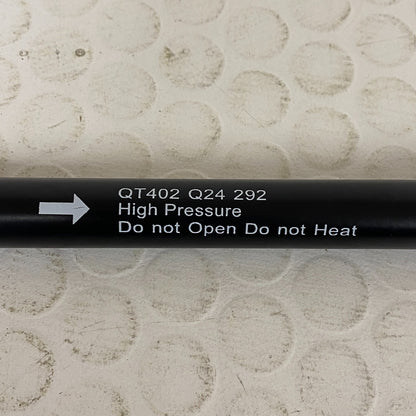 QT402 Q24 292
High Pressure
Do not Open Do not Heat